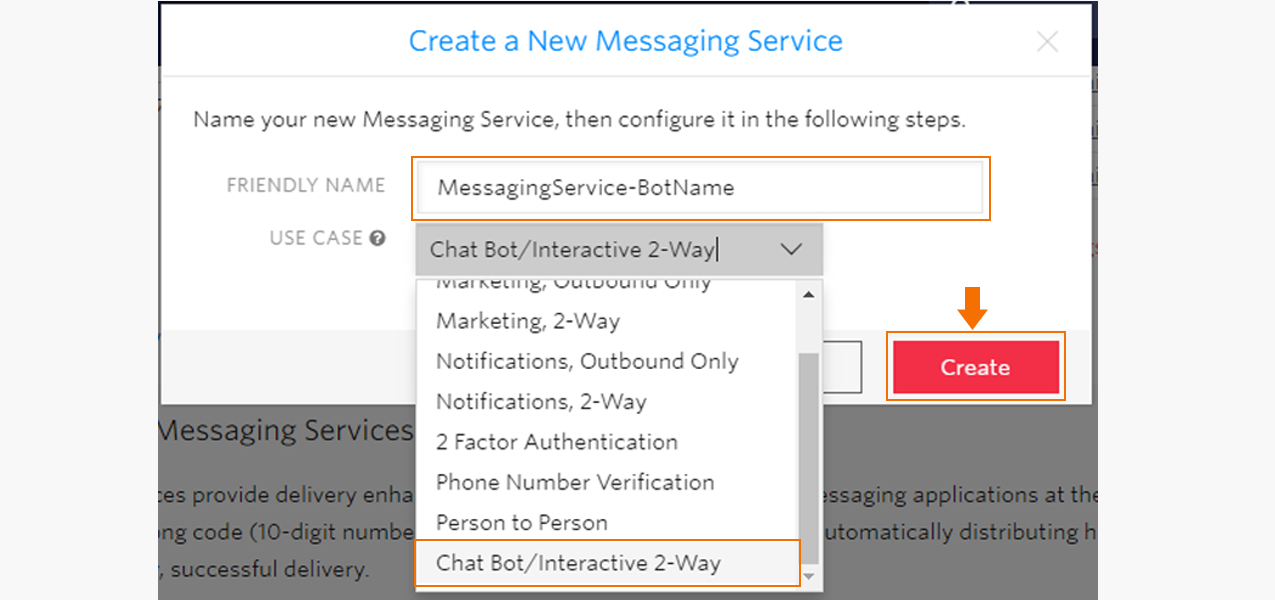 Create a New Messaging Service
Name your new Messaging Service, then configure it in the following steps.
FRIENDLY NAME
MessagingService-BotName
USE CASE ?
Chat Bot/Interactive 2-Way
Marketing, Outbound Only
Marketing, 2-Way
Notifications, Outbound Only
Notifications, 2-Way
2 Factor Authentication
Phone Number Verification
Person to Person
Chat Bot/Interactive 2-Way
Create
Messaging Services
ces provide delivery enha essaging applications at the
ong code (10-digit numbe utomatically distributing h
, successful delivery.